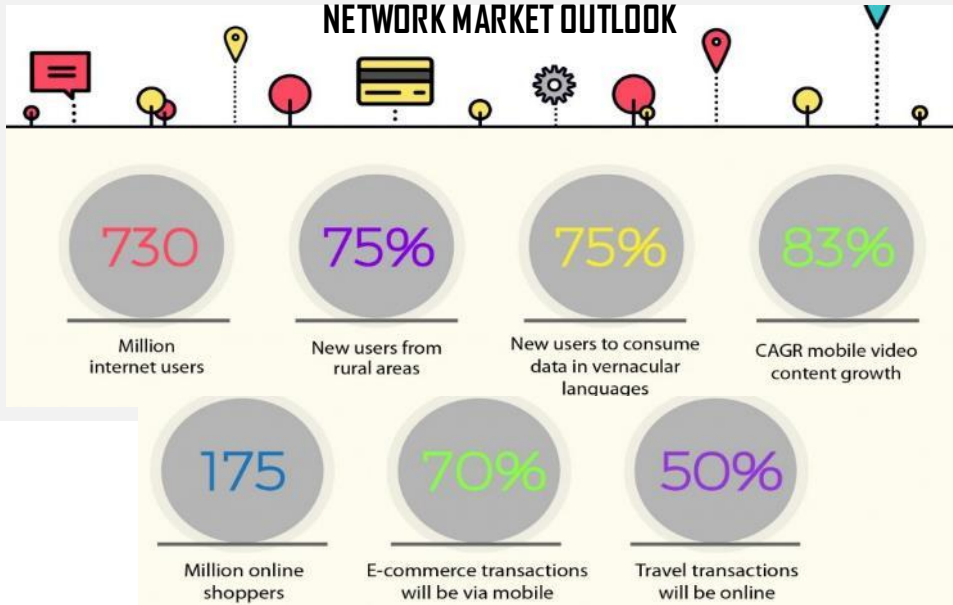 NETWORK MARKET OUTLOOK
730
75%
75%
83%
Million
internet users
New users from
rural areas
New users to consume
data in vernacular
languages
CAGR mobile video
content growth
175
70%
50%
Million online
shoppers
E-commerce transactions
will be via mobile
Travel transactions
will be online